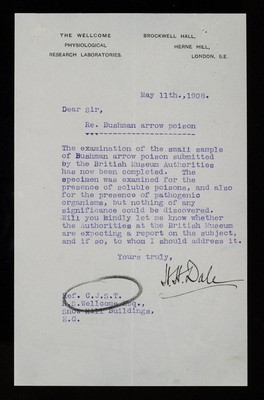 THE WELLCOME
PHYSIOLOGICAL
RESEARCH LABORATORIES.
BROCKWELL HALL,
HERNE HILL,
LONDON, S.E.
May 11th.,1908.
Dear Sir,
Re. Bushman arrow poison
The examination of the small sample
of Bushman arrow poison submitted
by the British Museum Authorities
has now been completed. The
specimen was examined for the
presence of soluble poisons, and also
for the presence of pathogenic
organisms, but nothing of any
significance could be discovered.
Will you kindly let me know whether
the Authorities at the British Museum
are expecting a report on the subject,
and if so, to whom I should address it.
Yours truly,
H.H. Dale
Ref. C.J.S.T.
H.S.Wellcome Esq.,
Snow Hill Buildings,
E.C.